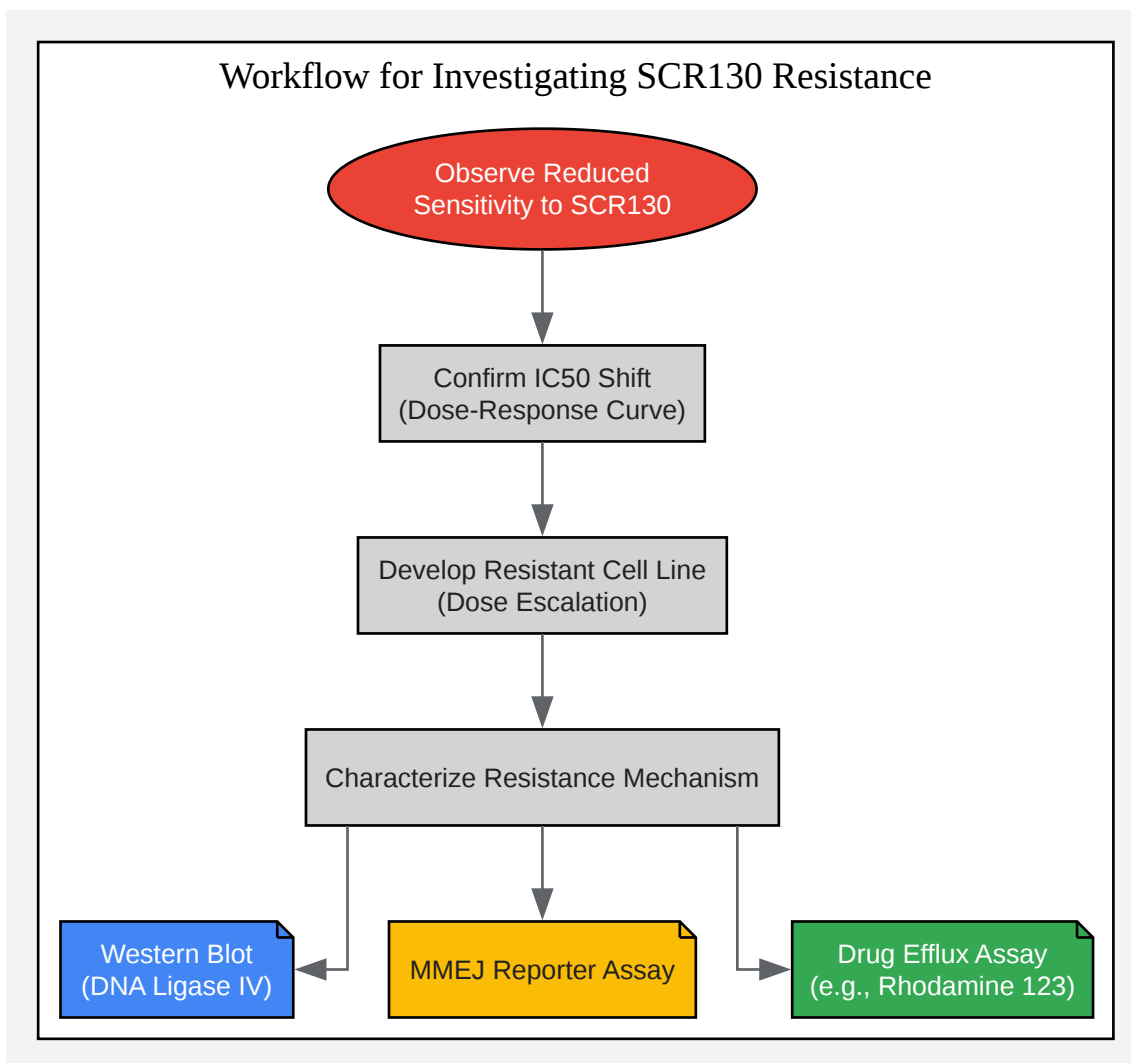 Workflow for Investigating SCR130 Resistance
Observe Reduced
Sensitivity to SCR130
Confirm IC50 Shift
(Dose-Response Curve)
Develop Resistant Cell Line
(Dose Escalation)
Characterize Resistance Mechanism
Western Blot
(DNA Ligase IV)
MMEJ Reporter Assay
Drug Efflux Assay
(e.g., Rhodamine 123)